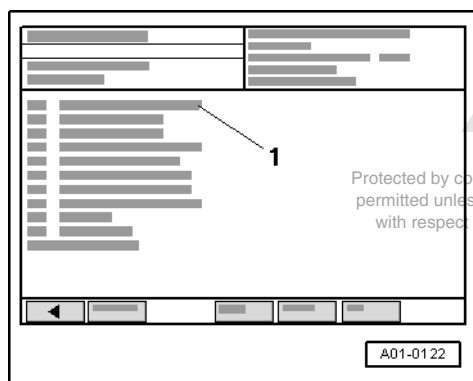 1
Protected by co
permitted unles
with respect
A01-0122